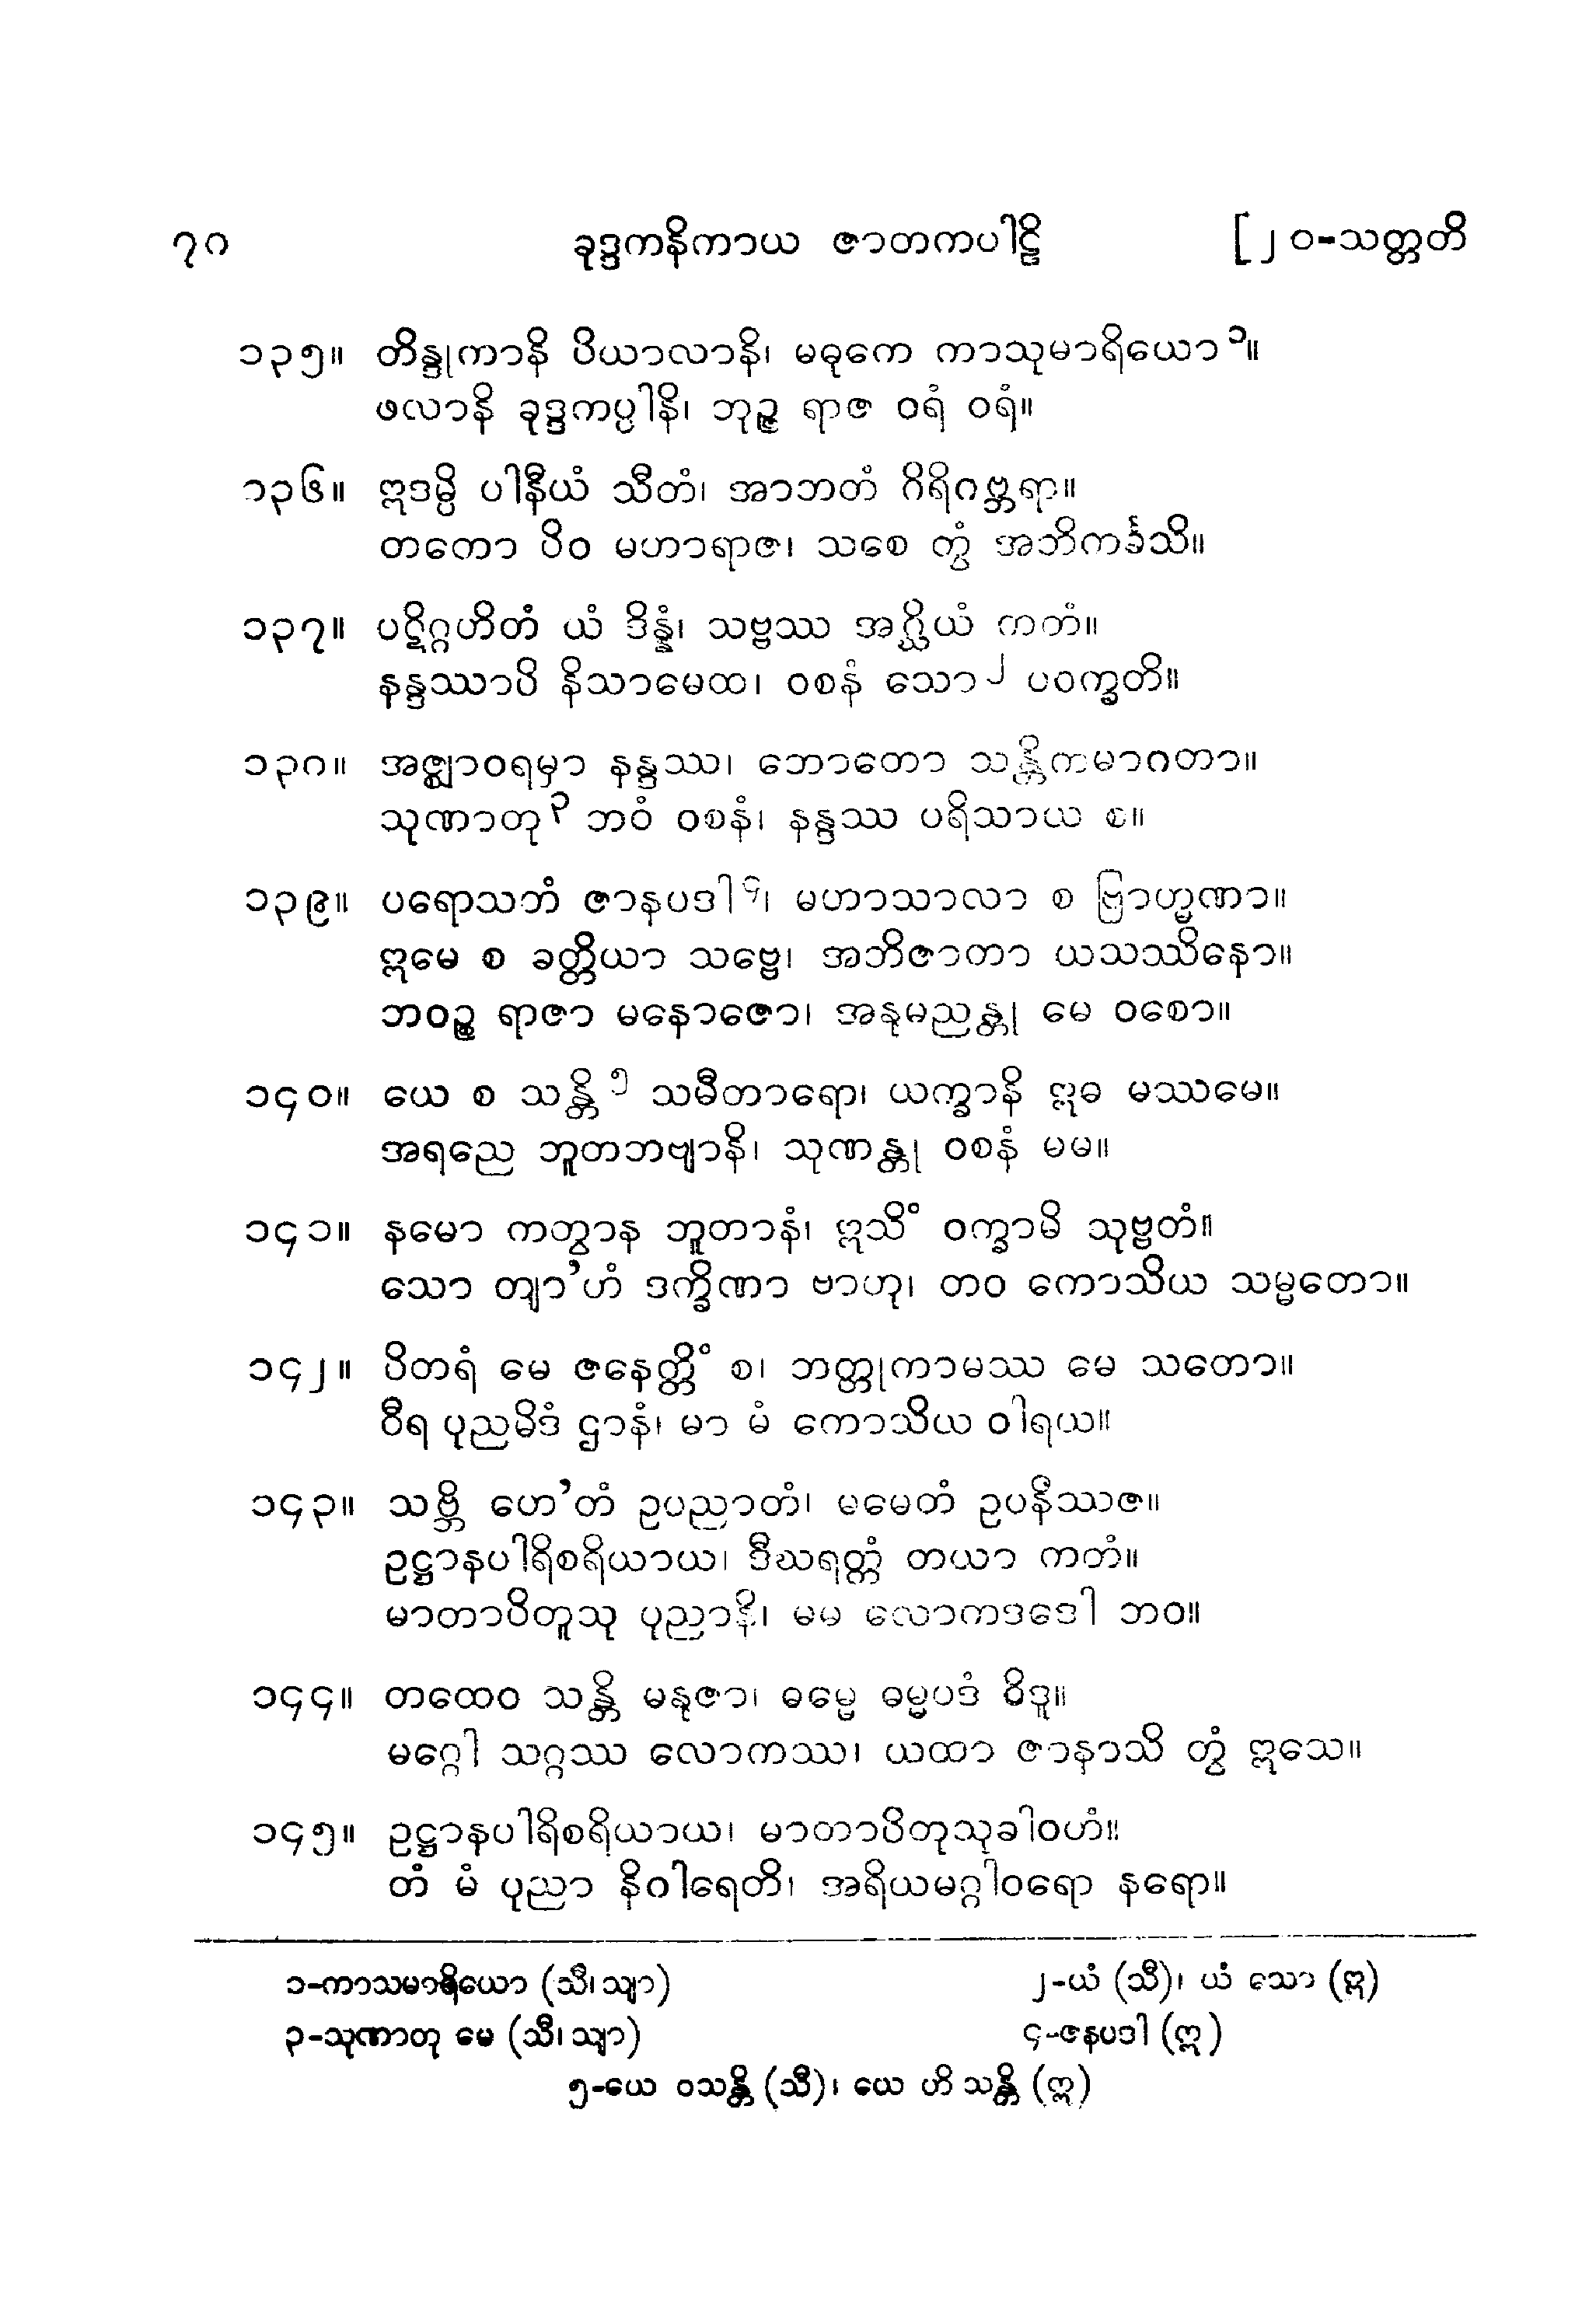 ၇၈ ခုဒ္ဒကနိကာယ ဇာတကပါဠိ [၂၀-သတ္တတိ
၁၃၅။ တိန္ဒုကာနိ ပိယာလာနိ၊ မဓုကေ ကာသုမာရိယော၁။
ဖလာနိ ခုဒ္ဒကပ္ပါနိ၊ ဘုဉ္ဇ ရာဇ ဝရံ ဝရံ။
၁၃၆။ ဣဒမ္ပိ ပါနီယံ သီတံ၊ အာဘတံ ဂိရိဂဗ္ဘရာ။
တကော ပိဝ မဟာရာဇ၊ သစေ တွံ အဘိကင်္ခသိ။
၁၃၇။ ပဋိဂ္ဂဟိတံ ယံ ဒိန္နံ၊ သဗ္ဗဿ အဂ္ဃိယံ ကတံ။
နန္ဒဿာပိ နိသာမေထ၊ ဝစနံ သော၂ ပဝက္ခတိ။
၁၃၈။ အဇ္ဈာဝရမှာ နန္ဒဿ၊ ဘောတော သန္တိကမာဂတာ။
သုဏာတု၃ ဘဝံ ဝစနံ၊ နန္ဒဿ ပရိသာယ စ။
၁၃၉။ ပရောသတံ ဇာနပဒါ၄၊ မဟာသာလာ စ ဗြာဟ္မဏာ။
ဣမေ စ ခတ္တိယာ သဗ္ဗေ၊ အဘိဇာတာ ယသဿိနော။
ဘဝဉ္စ ရာဇာ မနောဇော၊ အနုမညန္တု မေ ဝစော။
၁၄၀။ ယေ စ သန္တိ၅ သမီတာရော၊ ယက္ခာနိ ဣဓ မဿမေ။
အရညေ ဘူတဘဗျာနိ၊ သုဏန္တု ဝစနံ မမ။
၁၄၁။ နမော ကတွာန ဘူတာနံ၊ ဣသိံ ဝက္ခာမိ သုဗ္ဗတံ။
သော တျာ’ဟံ ဒက္ခိဏာ ဗာဟု၊ တဝ ကောသိယ သမ္မတော။
၁၄၂။ ပိတရံ မေ ဇနေတ္တိံ စ၊ ဘတ္တုကာမဿ မေ သတော။
ဝီရ ပုညမိဒံ ဌာနံ၊ မာ မံ ကောသိယ ဝါရယ။
၁၄၃။ သဗ္ဘိ ဟေ’တံ ဥပညာတံ၊ မမေတံ ဥပနိဿဇ။
ဥဋ္ဌာနပါရိစရိယာယ၊ ဒီဃရတ္တံ တယာ ကတံ။
မာတာပိတူသု ပုညာနိ၊ မမ လောကဒဒေါ ဘဝ။
၁၄၄။ တထေဝ သန္တိ မနုဇာ၊ ဓမ္မေ ဓမ္မပဒံ ဝိဒူ။
မဂ္ဂေါ သဂ္ဂဿ လောကဿ၊ ယထာ ဇာနာသိ တွံ ဣသေ။
၁၄၅။ ဥဋ္ဌာနပါရိစရိယာယ၊ မာတာပိတုသုခါဝဟံ။
တံ မံ ပုညာ နိဝါရေတိ၊ အရိယမဂ္ဂါဝရော နရော။
၁-ကာသမာရိယော (သီ၊သျာ) ၂-ယံ (သီ)၊ ယံ သော (ဣ)
၃-သုဏာတု မေ (သီ၊သျာ) ၄-ဇနပဒါ (ဣ)
၅-ယေ ဝသန္တိ (သီ)၊ ယေ ဟိ သန္တိ (ဣ)